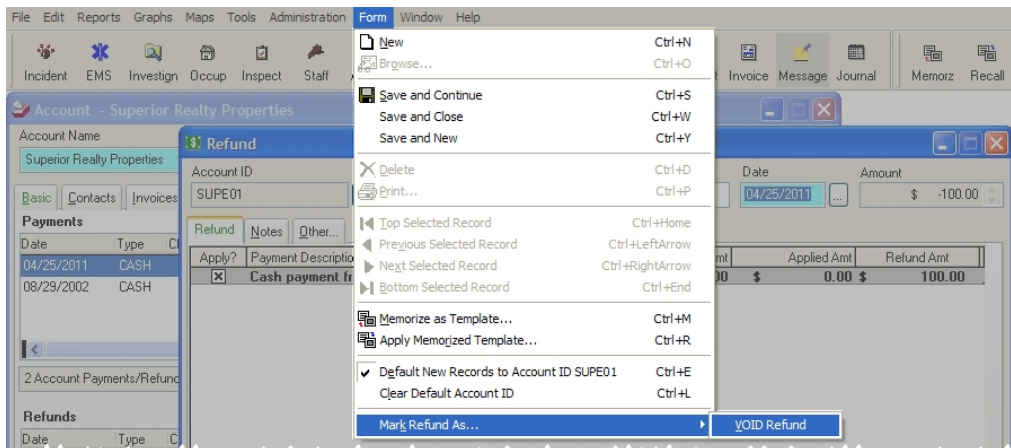 File Edit Reports Graphs Maps Tools Administration Form Window Help
Incident EMS Investign Occup Inspect Staff Invoice Message Journal Memorz Recall
New Ctrl+N
Browse... Ctrl+O
Save and Continue Ctrl+S
Save and Close Ctrl+W
Save and New Ctrl+Y
Delete Ctrl+D
Print... Ctrl+P
Top Selected Record Ctrl+Home
Previous Selected Record Ctrl+LeftArrow
Next Selected Record Ctrl+RightArrow
Bottom Selected Record Ctrl+End
Memorize as Template... Ctrl+M
Apply Memorized Template... Ctrl+R
Default New Records to Account ID SUPE01 Ctrl+E
Clear Default Account ID Ctrl+L
Mark Refund As... VOID Refund
Account - Superior Realty Properties
Account Name
Superior Realty Properties
Basic Contacts Invoices
Payments
Date Type
04/25/2011 CASH
08/29/2002 CASH
2 Account Payments/Refund
Refunds
Date Type
Refund
Account ID Date Amount
SUPE01 04/25/2011 ... $ -100.00
Refund Notes Other...
Apply? Payment Descriptio Applied Amt Refund Amt
Cash payment $ 0.00 $ 100.00